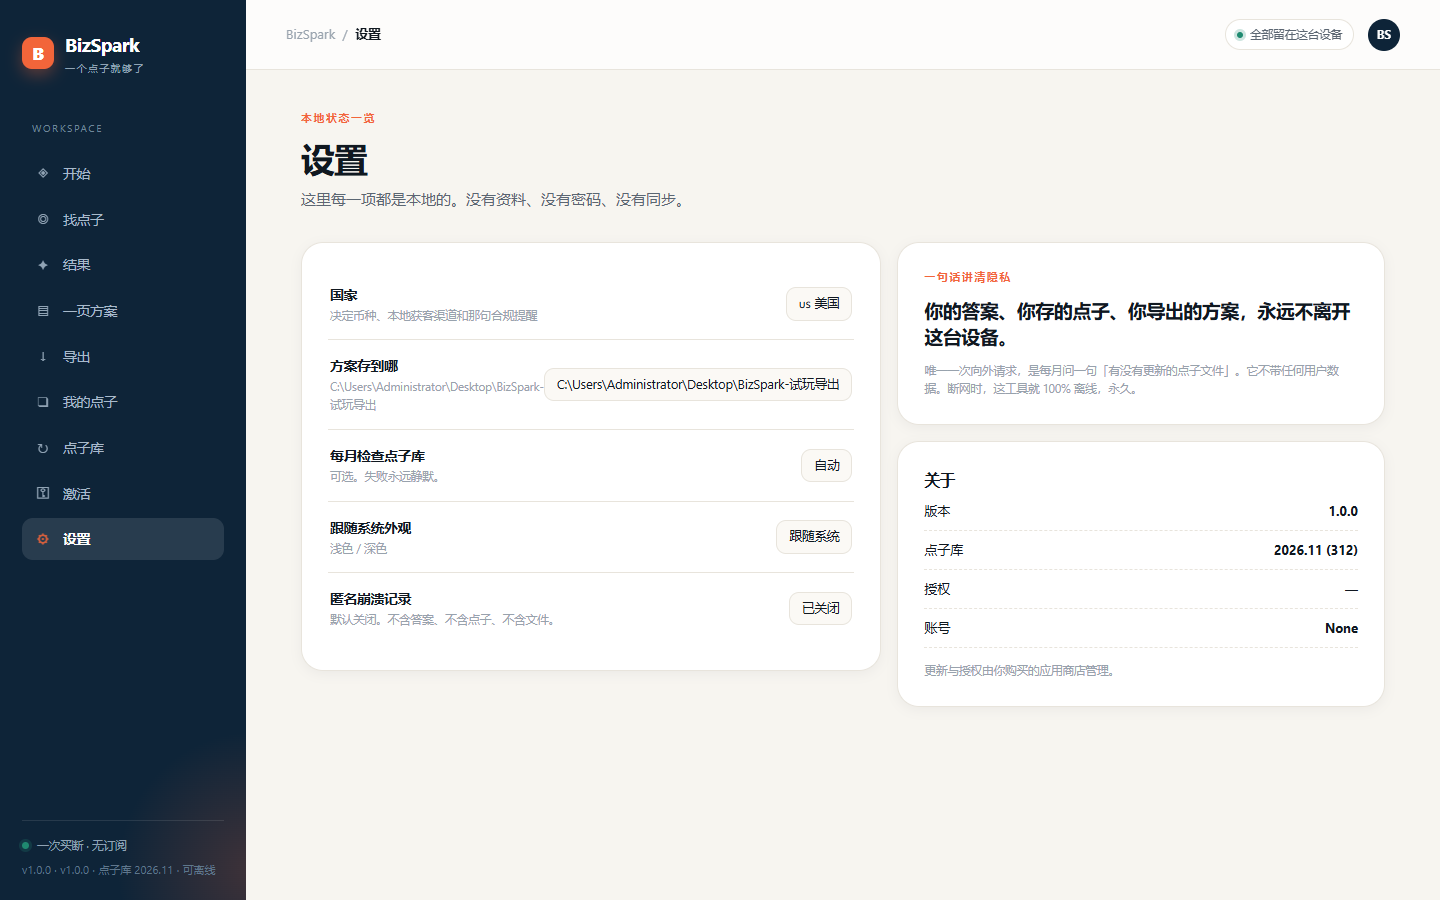 B
BizSpark
一个点子就够了
WORKSPACE
开始
找点子
结果
一页方案
导出
我的点子
点子库
激活
设置
一次买断 · 无订阅
v1.0.0 · v1.0.0 · 点子库 2026.11 · 可离线
BizSpark / 设置
全部留在这台设备
BS
本地状态一览
设置
这里每一项都是本地的。没有资料、没有密码、没有同步。
国家
决定币种、本地获客渠道和那句合规提醒
us 美国
方案存到哪
C:\Users\Administrator\Desktop\BizSpark-
试玩导出
C:\Users\Administrator\Desktop\BizSpark-试玩导出
每月检查点子库
可选。失败永远静默。
自动
跟随系统外观
浅色 / 深色
跟随系统
匿名崩溃记录
默认关闭。不含答案、不含点子、不含文件。
已关闭
一句话讲清隐私
你的答案、你存的点子、你导出的方案，永远不离开
这台设备。
唯一一次向外请求，是每月问一句「有没有更新的点子文件」。它不带任何用户数
据。断网时，这工具就 100% 离线，永久。
关于
版本 1.0.0
点子库 2026.11 (312)
授权 —
账号 None
更新与授权由你购买的应用商店管理。